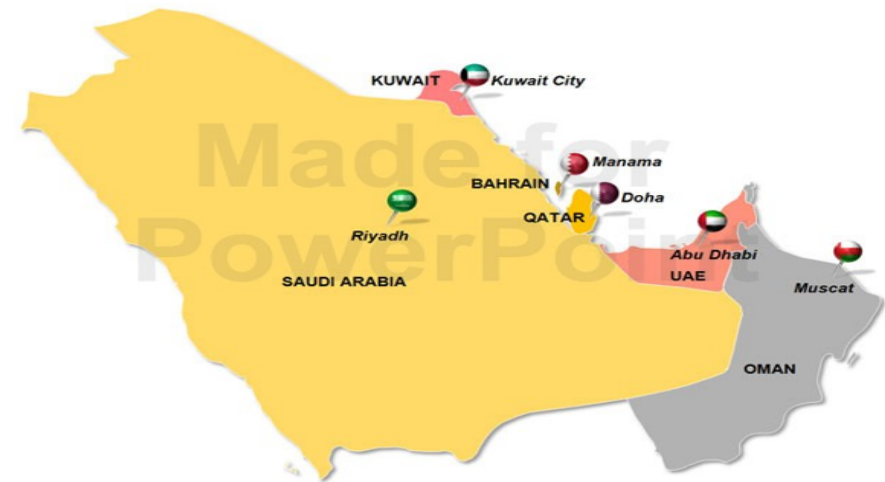 KUWAIT
Kuwait City
Made for
PowerPoint
Manama
BAHRAIN
Doha
QATAR
Riyadh
Abu Dhabi
UAE
SAUDI ARABIA
Muscat
OMAN